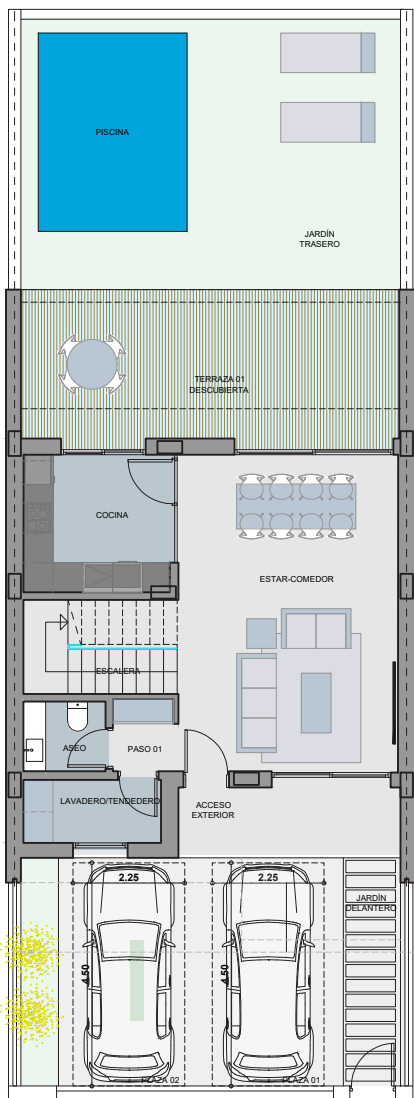 PISCINA
JARDÍN
TRASERO
TERRAZA 01
DESCUBIERTA
COCINA
ESTAR-COMEDOR
ESCALERA
ASEO
PASO 01
LAVADERO/TENDEDERO
ACCESO
EXTERIOR
2.25
2.25
JARDÍN
DELANTERO
4.50
4.50
PLAZA 02
PLAZA 01